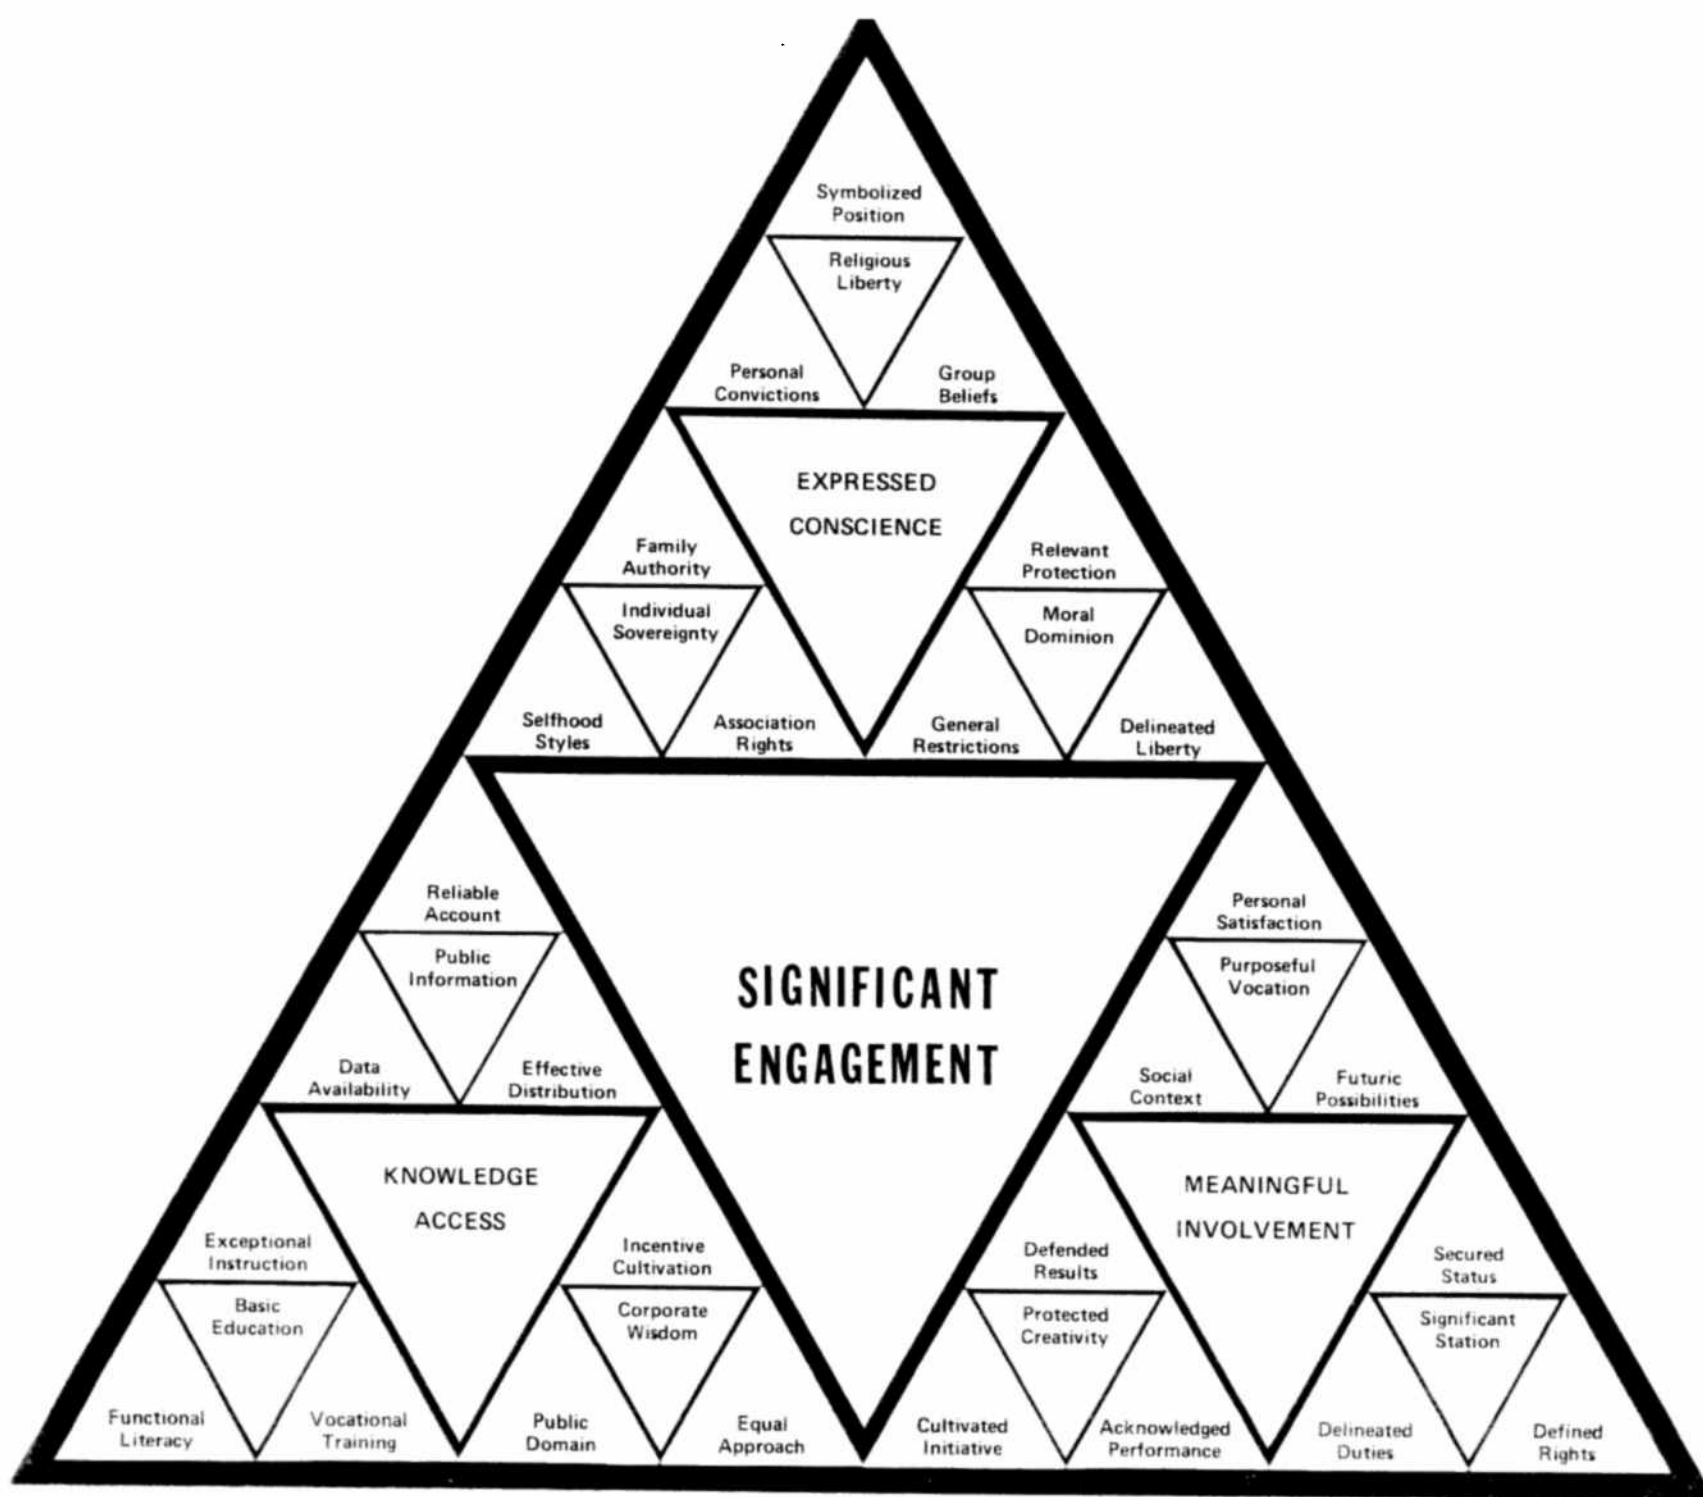 Symbolized
Position
Religious
Liberty
Personal
Convictions
Group
Beliefs
EXPRESSED
CONSCIENCE
Family
Authority
Individual
Sovereignty
Selfhood
Styles
Association
Rights
Relevant
Protection
Moral
Dominion
General
Restrictions
Delineated
Liberty
SIGNIFICANT
ENGAGEMENT
Reliable
Account
Public
Information
Data
Availability
Effective
Distribution
KNOWLEDGE
ACCESS
Exceptional
Instruction
Basic
Education
Functional
Literacy
Vocational
Training
Incentive
Cultivation
Corporate
Wisdom
Public
Domain
Equal
Approach
Personal
Satisfaction
Purposeful
Vocation
Social
Context
Futuric
Possibilities
MEANINGFUL
INVOLVEMENT
Defended
Results
Protected
Creativity
Cultivated
Initiative
Acknowledged
Performance
Secured
Status
Significant
Station
Delineated
Duties
Defined
Rights